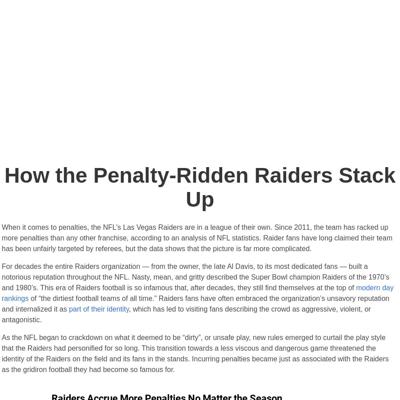 How the Penalty-Ridden Raiders Stack
Up
When it comes to penalties, the NFL's Las Vegas Raiders are in a league of their own. Since 2011, the team has racked up
more penalties than any other franchise, according to an analysis of NFL statistics. Raider fans have long claimed their team
has been unfairly targeted by referees, but the data shows that the picture is far more complicated.
For decades the entire Raiders organization — from the owner, the late Al Davis, to its most dedicated fans — built a
notorious reputation throughout the NFL. Nasty, mean, and gritty described the Super Bowl champion Raiders of the 1970's
and 1980's. This era of Raiders football is so infamous that, after decades, they still find themselves at the top of modern day
rankings of "the dirtiest football teams of all time." Raiders fans have often embraced the organization's unsavory reputation
and internalized it as part of their identity, which has led to visiting fans describing the crowd as aggressive, violent, or
antagonistic.
As the NFL began to crackdown on what it deemed to be "dirty", or unsafe play, new rules emerged to curtail the play style
that the Raiders had personified for so long. This transition towards a less viscous and dangerous game threatened the
identity of the Raiders on the field and its fans in the stands. Incurring penalties became just as associated with the Raiders
as the gridiron football they had become so famous for.
Raiders Accrue More Penalties No Matter the Season